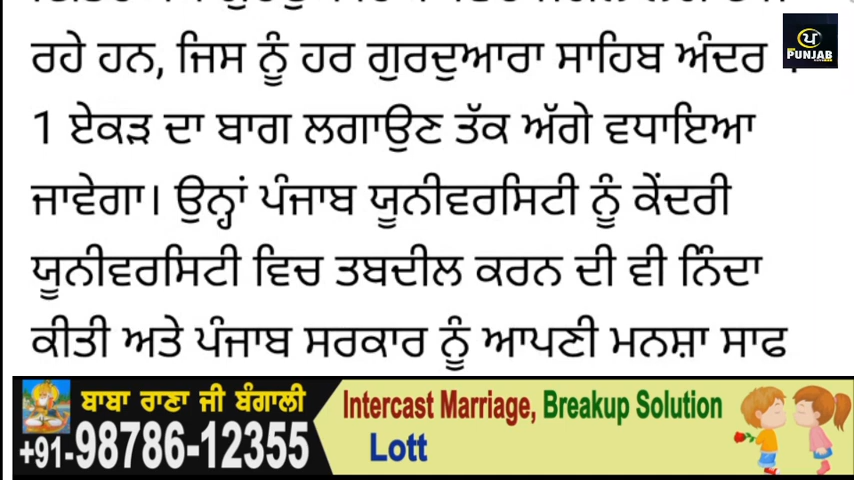 ਰਹੇ ਹਨ, ਜਿਸ ਨੂੰ ਹਰ ਗੁਰਦੁਆਰਾ ਸਾਹਿਬ ਅੰਦਰ
1 ਏਕੜ ਦਾ ਬਾਗ ਲਗਾਉਣ ਤੱਕ ਅੱਗੇ ਵਧਾਇਆ
ਜਾਵੇਗਾ। ਉਨ੍ਹਾਂ ਪੰਜਾਬ ਯੂਨੀਵਰਸਿਟੀ ਨੂੰ ਕੇਂਦਰੀ
ਯੂਨੀਵਰਸਿਟੀ ਵਿਚ ਤਬਦੀਲ ਕਰਨ ਦੀ ਵੀ ਨਿੰਦਾ
ਕੀਤੀ ਅਤੇ ਪੰਜਾਬ ਸਰਕਾਰ ਨੂੰ ਆਪਣੀ ਮਨਸ਼ਾ ਸਾਫ
ਪ
PUNJAB
ਬਾਬਾ ਰਾਣਾ ਜੀ ਬੰਗਾਲੀ
+91-98786-12355
Intercast Marriage, Breakup Solution
Lott